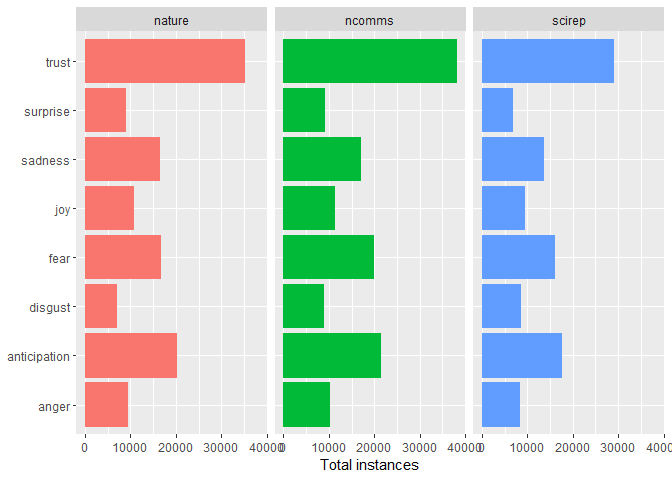 nature ncomms scirep
trust
surprise
sadness
joy
fear
disgust
anticipation
anger
0 10000 20000 30000 40000 0 10000 20000 30000 40000 0 10000 20000 30000 40000
Total instances